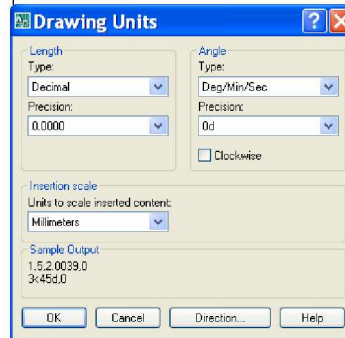 Drawing Units
Length
Type:
Decimal
Precision:
0.0000
Angle
Type:
Deg/Min/Sec
Precision:
0d
Clockwise
Insertion scale
Units to scale inserted content:
Millimeters
Sample Output
1.5,2.0039,0
3<45d,0
OK Cancel Direction... Help